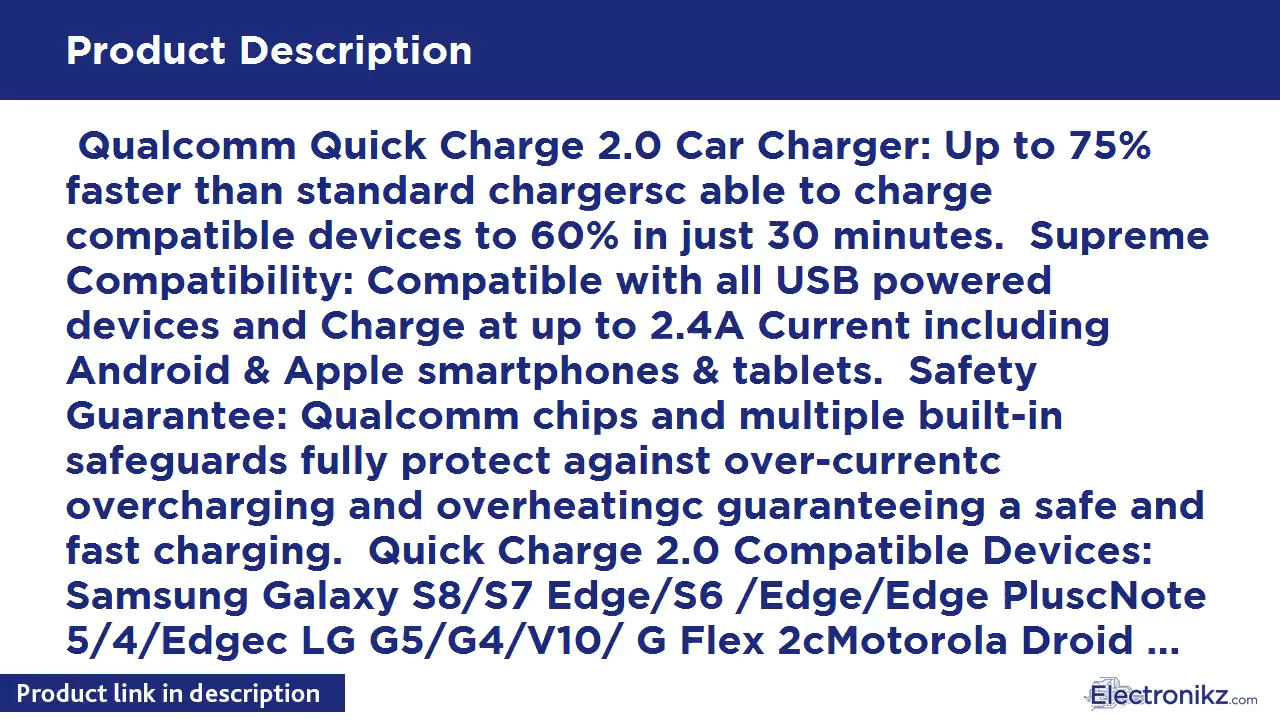 Product Description
Qualcomm Quick Charge 2.0 Car Charger: Up to 75%
faster than standard chargersc able to charge
compatible devices to 60% in just 30 minutes.  Supreme
Compatibility: Compatible with all USB powered
devices and Charge at up to 2.4A Current including
Android & Apple smartphones & tablets.  Safety
Guarantee: Qualcomm chips and multiple built-in
safeguards fully protect against over-currentc
overcharging and overheatingc guaranteeing a safe and
fast charging.  Quick Charge 2.0 Compatible Devices:
Samsung Galaxy S8/S7 Edge/S6 /Edge/Edge PluscNote
5/4/Edgec LG G5/G4/V10/ G Flex 2cMotorola Droid ...
Product link in description
Electronikz.com